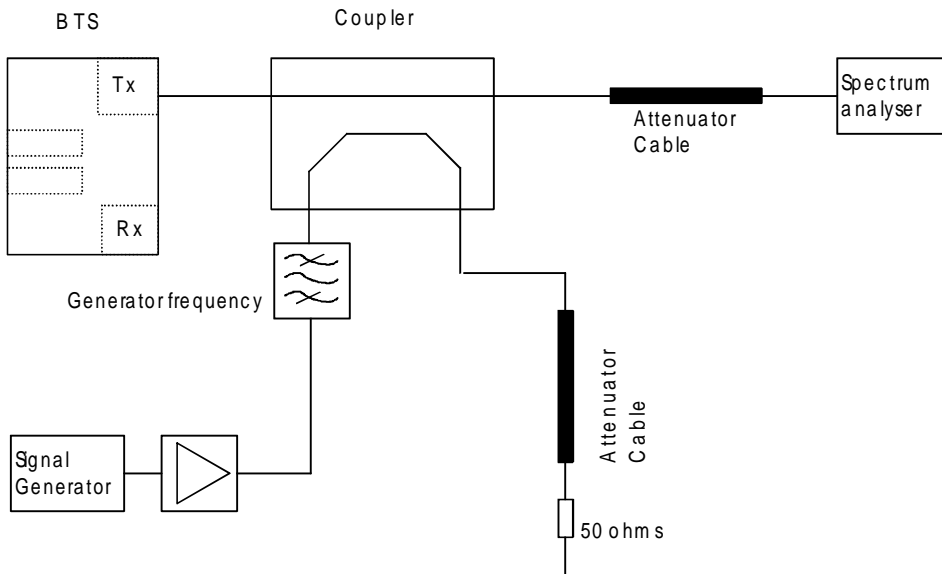 BTS
Coupler
Tx
Spectrum
analyser
Attenuator
Cable
Rx
Generator frequency
Attenuator
Cable
Signal
Generator
50 ohms